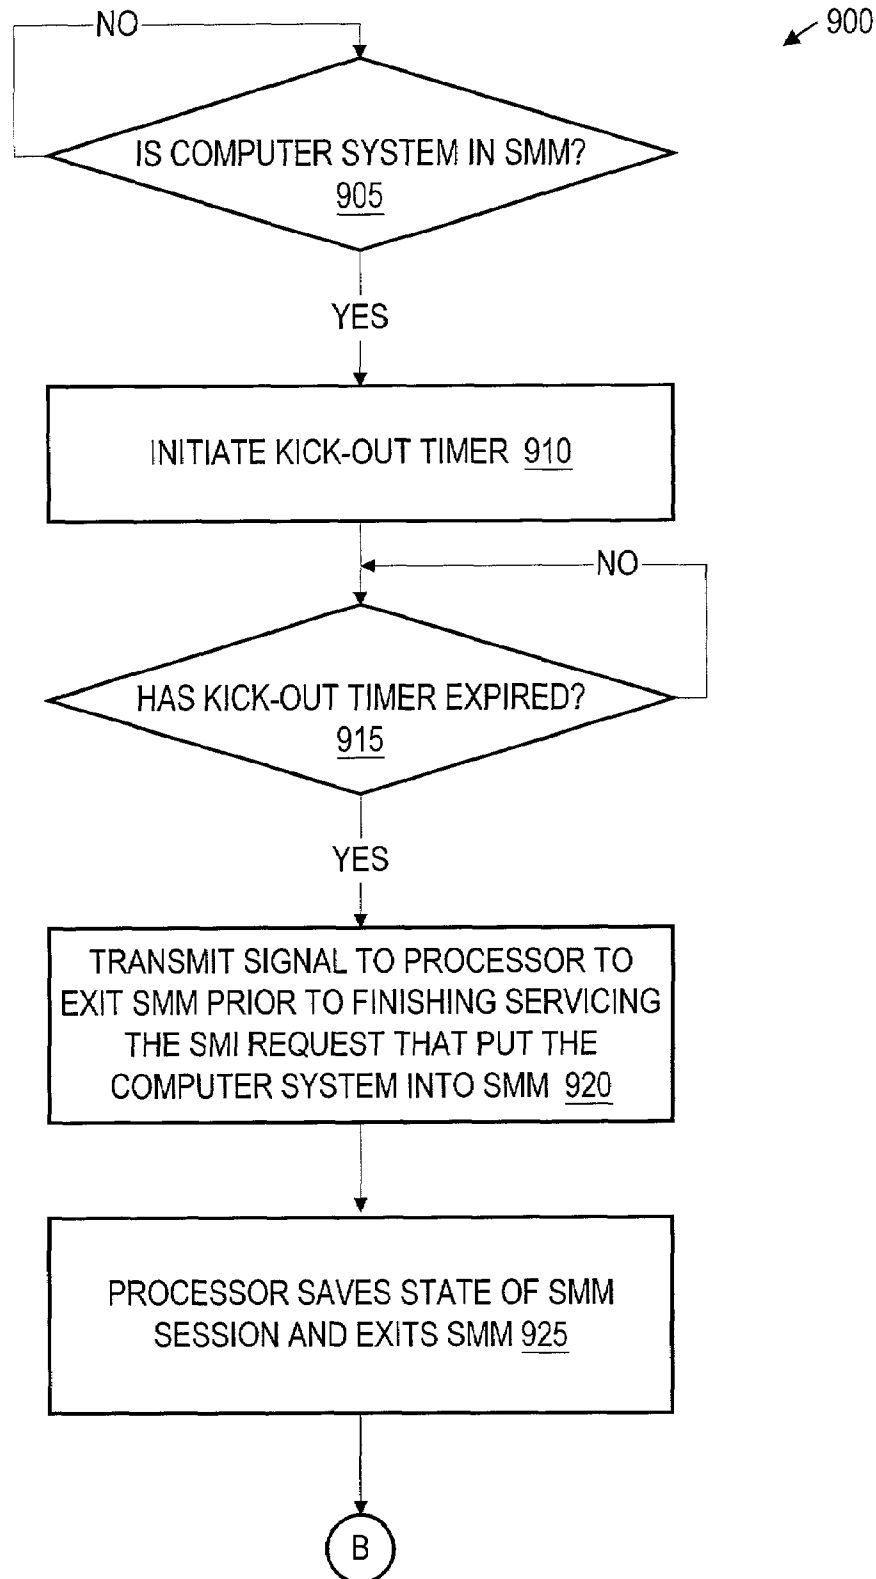 900
NO
IS COMPUTER SYSTEM IN SMM?
905
YES
INITIATE KICK-OUT TIMER 910
NO
HAS KICK-OUT TIMER EXPIRED?
915
YES
TRANSMIT SIGNAL TO PROCESSOR TO
EXIT SMM PRIOR TO FINISHING SERVICING
THE SMI REQUEST THAT PUT THE
COMPUTER SYSTEM INTO SMM 920
PROCESSOR SAVES STATE OF SMM
SESSION AND EXITS SMM 925
B